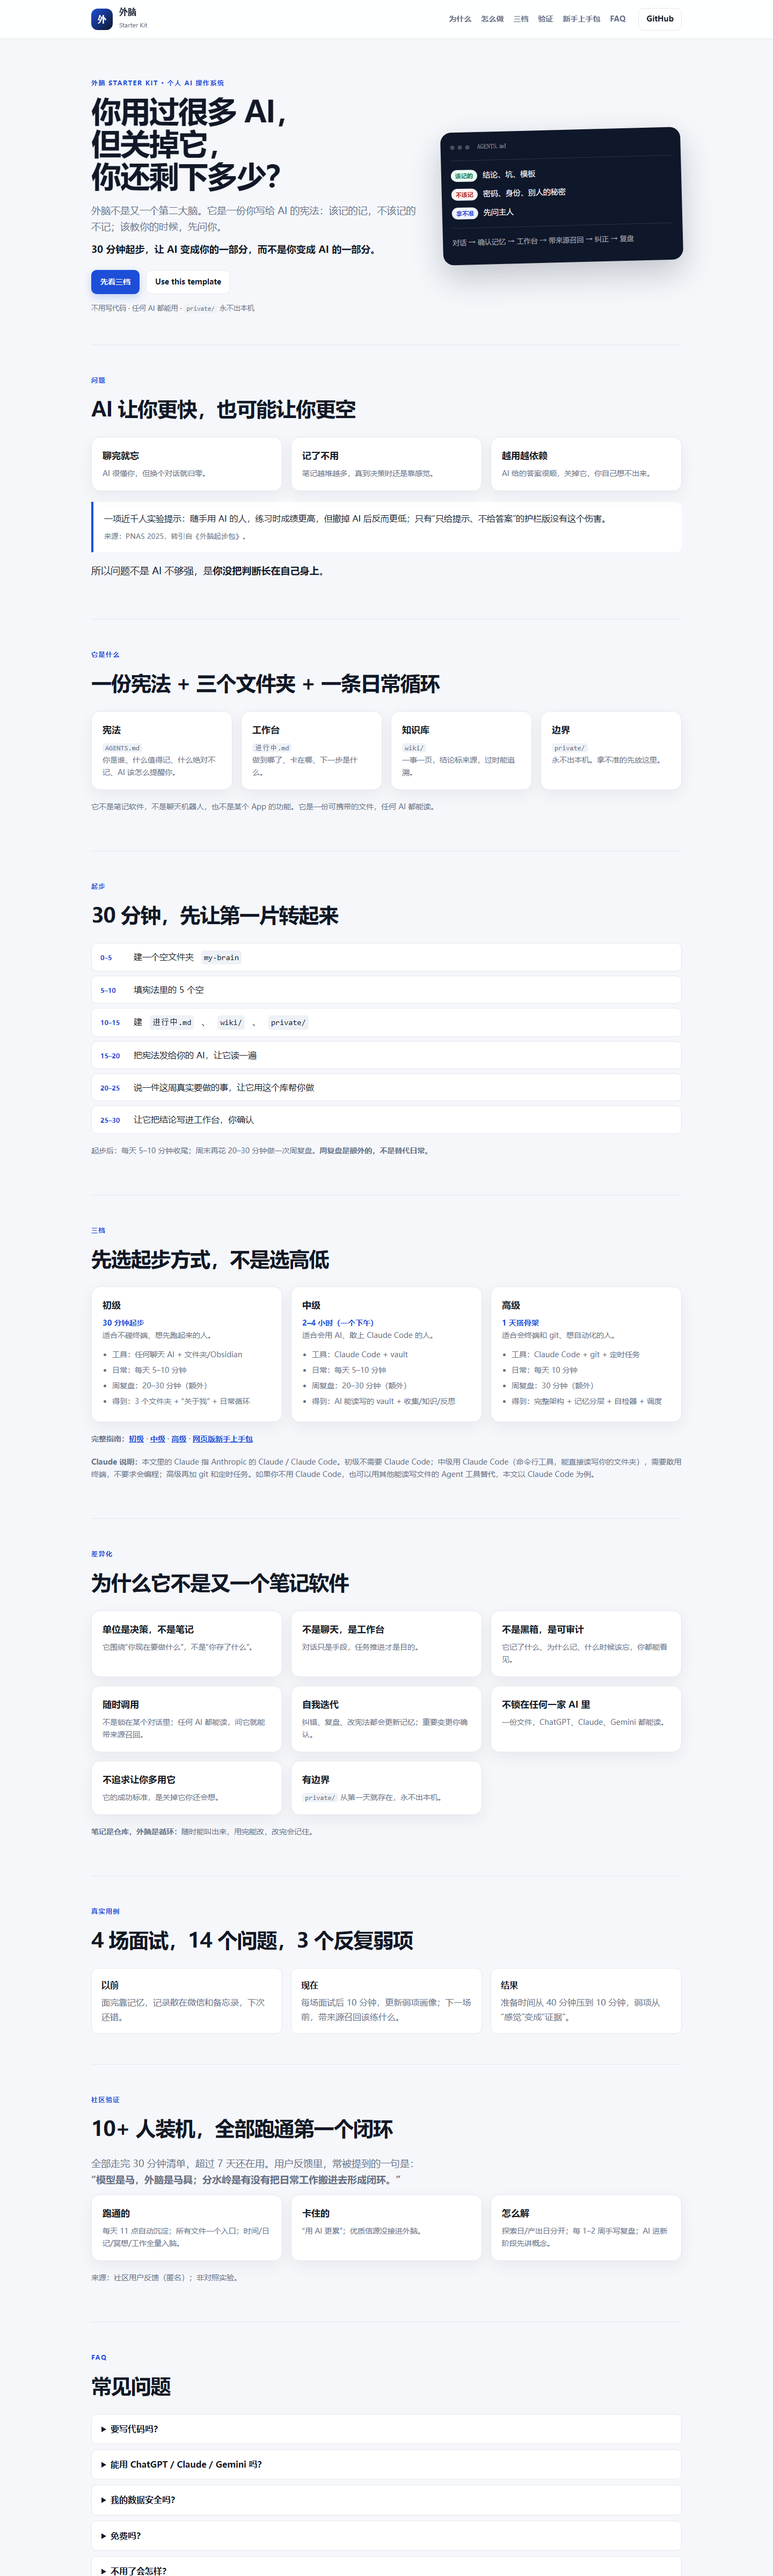 外
外脑
Starter Kit
为什么 怎么做 三档 验证 新手上手包 FAQ GitHub
外脑 STARTER KIT · 个人 AI 操作系统
你用过很多 AI，
但关掉它，
你还剩下多少？
外脑不是又一个第二大脑。它是一份你写给 AI 的宪法：该记的记，不该记的
不记；该教你的时候，先问你。
30 分钟起步，让 AI 变成你的一部分，而不是你变成 AI 的一部分。
先看三档 Use this template
不用写代码 · 任何 AI 都能用 · private/ 永不出本机
AGENTS.md
该记的 结论、坑、模板
不该记 密码、身份、别人的秘密
拿不准 先问主人
对话 → 确认记忆 → 工作台 → 带来源召回 → 纠正 → 复盘
问题
AI 让你更快，也可能让你更空
聊完就忘
AI 很懂你，但换个对话就归零。
记了不用
笔记越堆越多，真到决策时还是靠感觉。
越用越依赖
AI 给的答案很顺，关掉它，你自己想不出来。
一项近千人实验提示：随手用 AI 的人，练习时成绩更高，但撤掉 AI 后反而更低；只有“只给提示、不给答案”的护栏版没有这个伤害。
来源：PNAS 2025，转引自《外脑起步包》。
所以问题不是 AI 不够强，是你没把判断长在自己身上。
它是什么
一份宪法 + 三个文件夹 + 一条日常循环
宪法
AGENTS.md
你是谁、什么值得记、什么绝对不
记、AI 该怎么提醒你。
工作台
进行中.md
做到哪了、卡在哪、下一步是什
么。
知识库
wiki/
一事一页，结论标来源，过时能追
溯。
边界
private/
永不出本机。拿不准的先放这里。
它不是笔记软件，不是聊天机器人，也不是某个 App 的功能。它是一份可携带的文件，任何 AI 都能读。
起步
30 分钟，先让第一片转起来
0–5 建一个空文件夹 my-brain
5–10 填宪法里的 5 个空
10–15 建 进行中.md 、 wiki/ 、 private/
15–20 把宪法发给你的 AI，让它读一遍
20–25 说一件这周真实要做的事，让它用这个库帮你做
25–30 让它把结论写进工作台，你确认
起步后：每天 5–10 分钟收尾；周末再花 20–30 分钟做一次周复盘。周复盘是额外的，不是替代日常。
三档
先选起步方式，不是选高低
初级
30 分钟起步
适合不碰终端、想先跑起来的人。
• 工具：任何聊天 AI + 文件夹/Obsidian
• 日常：每天 5–10 分钟
• 周复盘：20–30 分钟（额外）
• 得到：3 个文件夹 + “关于我” + 日常循环
中级
2–4 小时（一个下午）
适合会用 AI、敢上 Claude Code 的人。
• 工具：Claude Code + vault
• 日常：每天 5–10 分钟
• 周复盘：20–30 分钟（额外）
• 得到：AI 能读写的 vault + 收集/知识/反思
高级
1 天搭骨架
适合会终端和 git、想自动化的人。
• 工具：Claude Code + git + 定时任务
• 日常：每天 10 分钟
• 周复盘：30 分钟（额外）
• 得到：完整架构 + 记忆分层 + 自检器 + 调度
完整指南：初级 · 中级 · 高级 · 网页版新手上手包
Claude 说明：本文里的 Claude 指 Anthropic 的 Claude / Claude Code。初级不需要 Claude Code；中级用 Claude Code（命令行工具，能直接读写你的文件夹），需要敢用
终端，不要求会编程；高级再加 git 和定时任务。如果你不用 Claude Code，也可以用其他能读写文件的 Agent 工具替代，本文以 Claude Code 为例。
差异化
为什么它不是又一个笔记软件
单位是决策，不是笔记
它围绕“你现在要做什么”，不是“你存了什么”。
不是聊天，是工作台
对话只是手段，任务推进才是目的。
不是黑箱，是可审计
它记了什么、为什么记、什么时候该忘，你都能看
见。
随时调用
不是锁在某个对话里；任何 AI 都能读，问它就能
带来源召回。
自我迭代
纠错、复盘、改宪法都会更新记忆；重要变更你确
认。
不锁在任何一家 AI 里
一份文件，ChatGPT、Claude、Gemini 都能读。
不追求让你多用它
它的成功标准，是关掉它你还会想。
有边界
private/ 从第一天就存在，永不出本机。
笔记是仓库，外脑是循环：随时能叫出来，用完能改，改完会记住。
真实用例
4 场面试，14 个问题，3 个反复弱项
以前
面完靠记忆，记录散在微信和备忘录，下次
还错。
现在
每场面试后 10 分钟，更新弱项画像；下一场
前，带来源召回该练什么。
结果
准备时间从 40 分钟压到 10 分钟，弱项从
“感觉”变成“证据”。
社区验证
10+ 人装机，全部跑通第一个闭环
全部走完 30 分钟清单，超过 7 天还在用。用户反馈里，常被提到的一句是：
“模型是马，外脑是马具；分水岭是有没有把日常工作搬进去形成闭环。”
跑通的
每天 11 点自动沉淀；所有文件一个入口；时间/日
记/冥想/工作全量入脑。
卡住的
“用 AI 更累”；优质信源没接进外脑。
怎么解
探索日/产出日分开；每 1–2 周手写复盘；AI 进新
阶段先讲概念。
来源：社区用户反馈（匿名）；非对照实验。
FAQ
常见问题
▶ 要写代码吗？
▶ 能用 ChatGPT / Claude / Gemini 吗？
▶ 我的数据安全吗？
▶ 免费吗？
▶ 不用了会怎样？